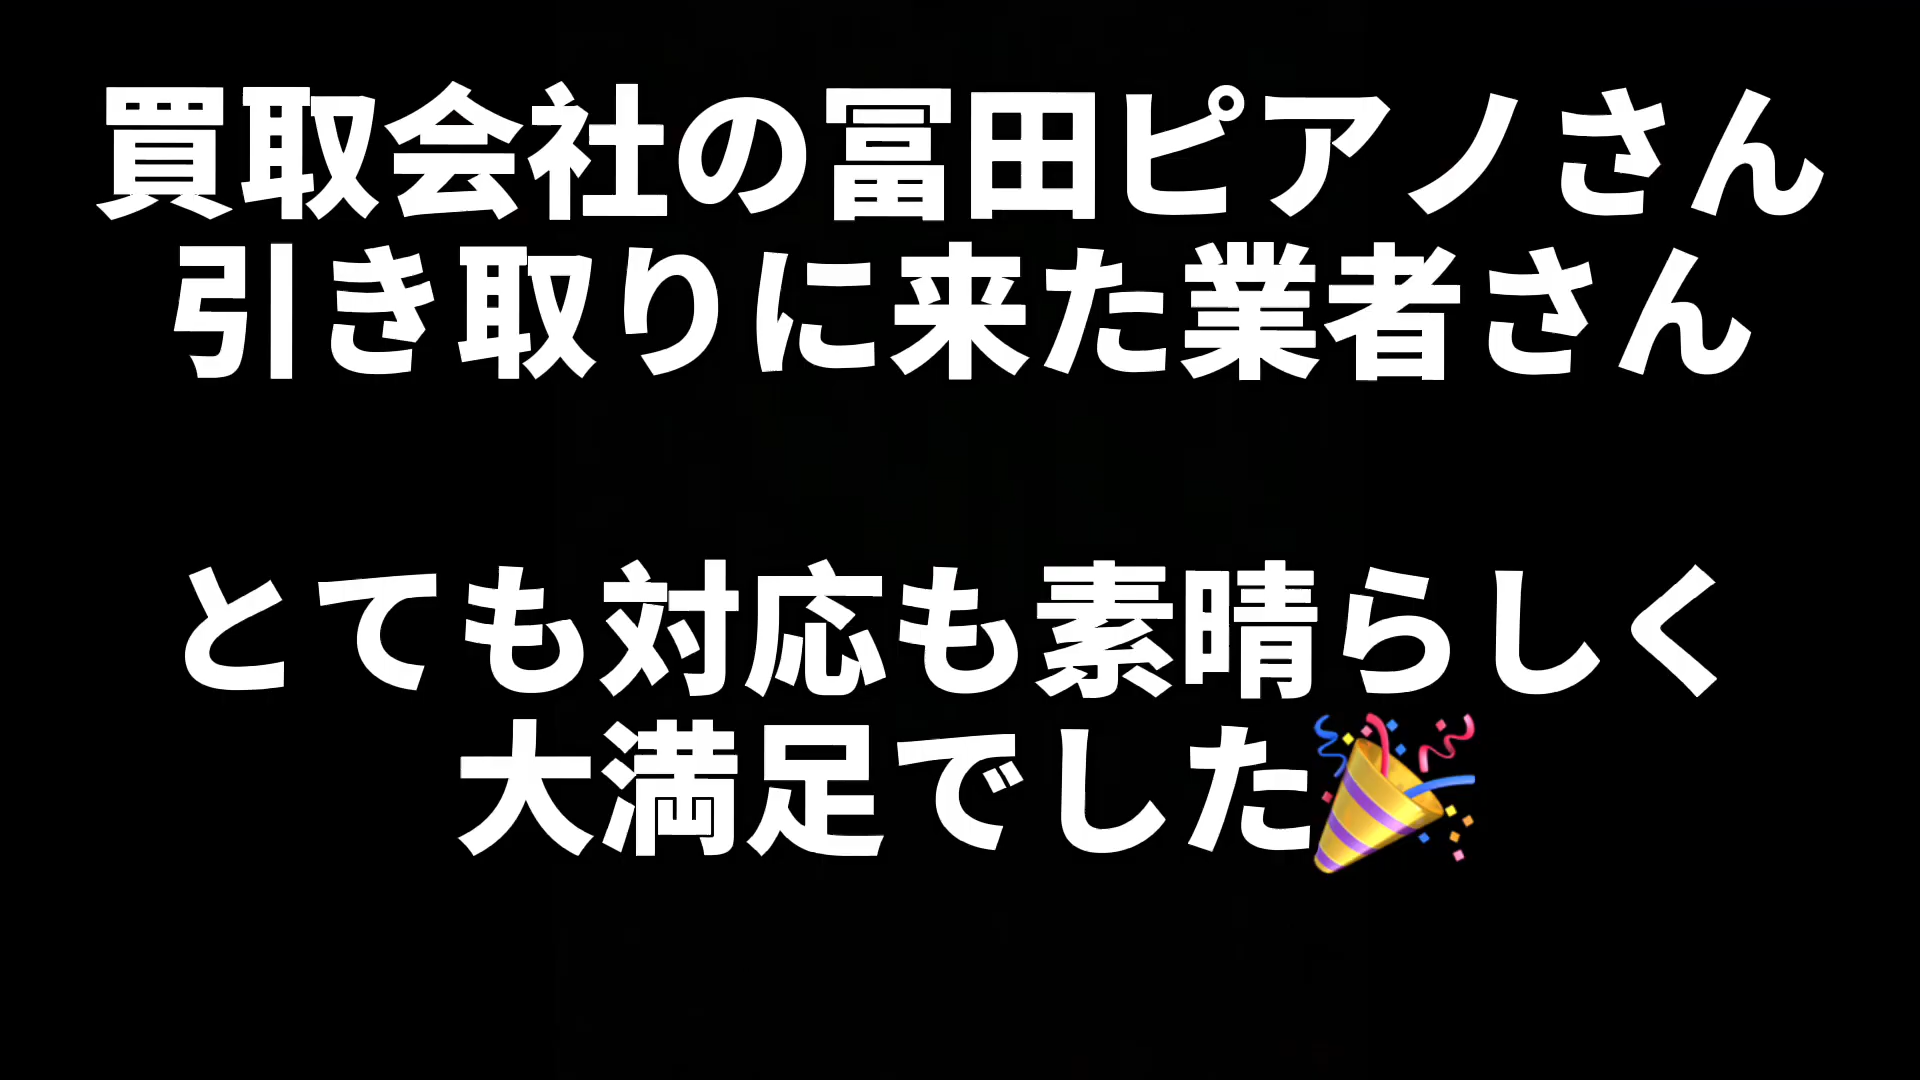 買取会社の冨田ピアノさん
引き取りに来た業者さん
とても対応も素晴らしく
大満足でした🎉